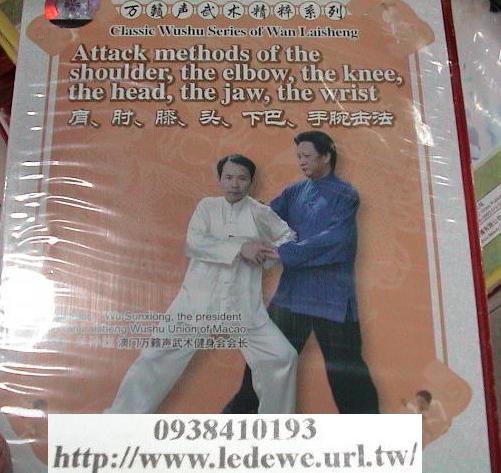 万籁声武术精粹系列
Classic Wushu Series of Wan Laisheng
Attack methods of the
shoulder, the elbow, the knee,
the head, the jaw, the wrist
肩、肘、膝、头、下巴、手腕击法
Wu Sunxiong, the president
Wanlaisheng Wushu Union of Macao
澳门万籁声武术健身会会长
0938410193
http://www.ledewe.url.tw/